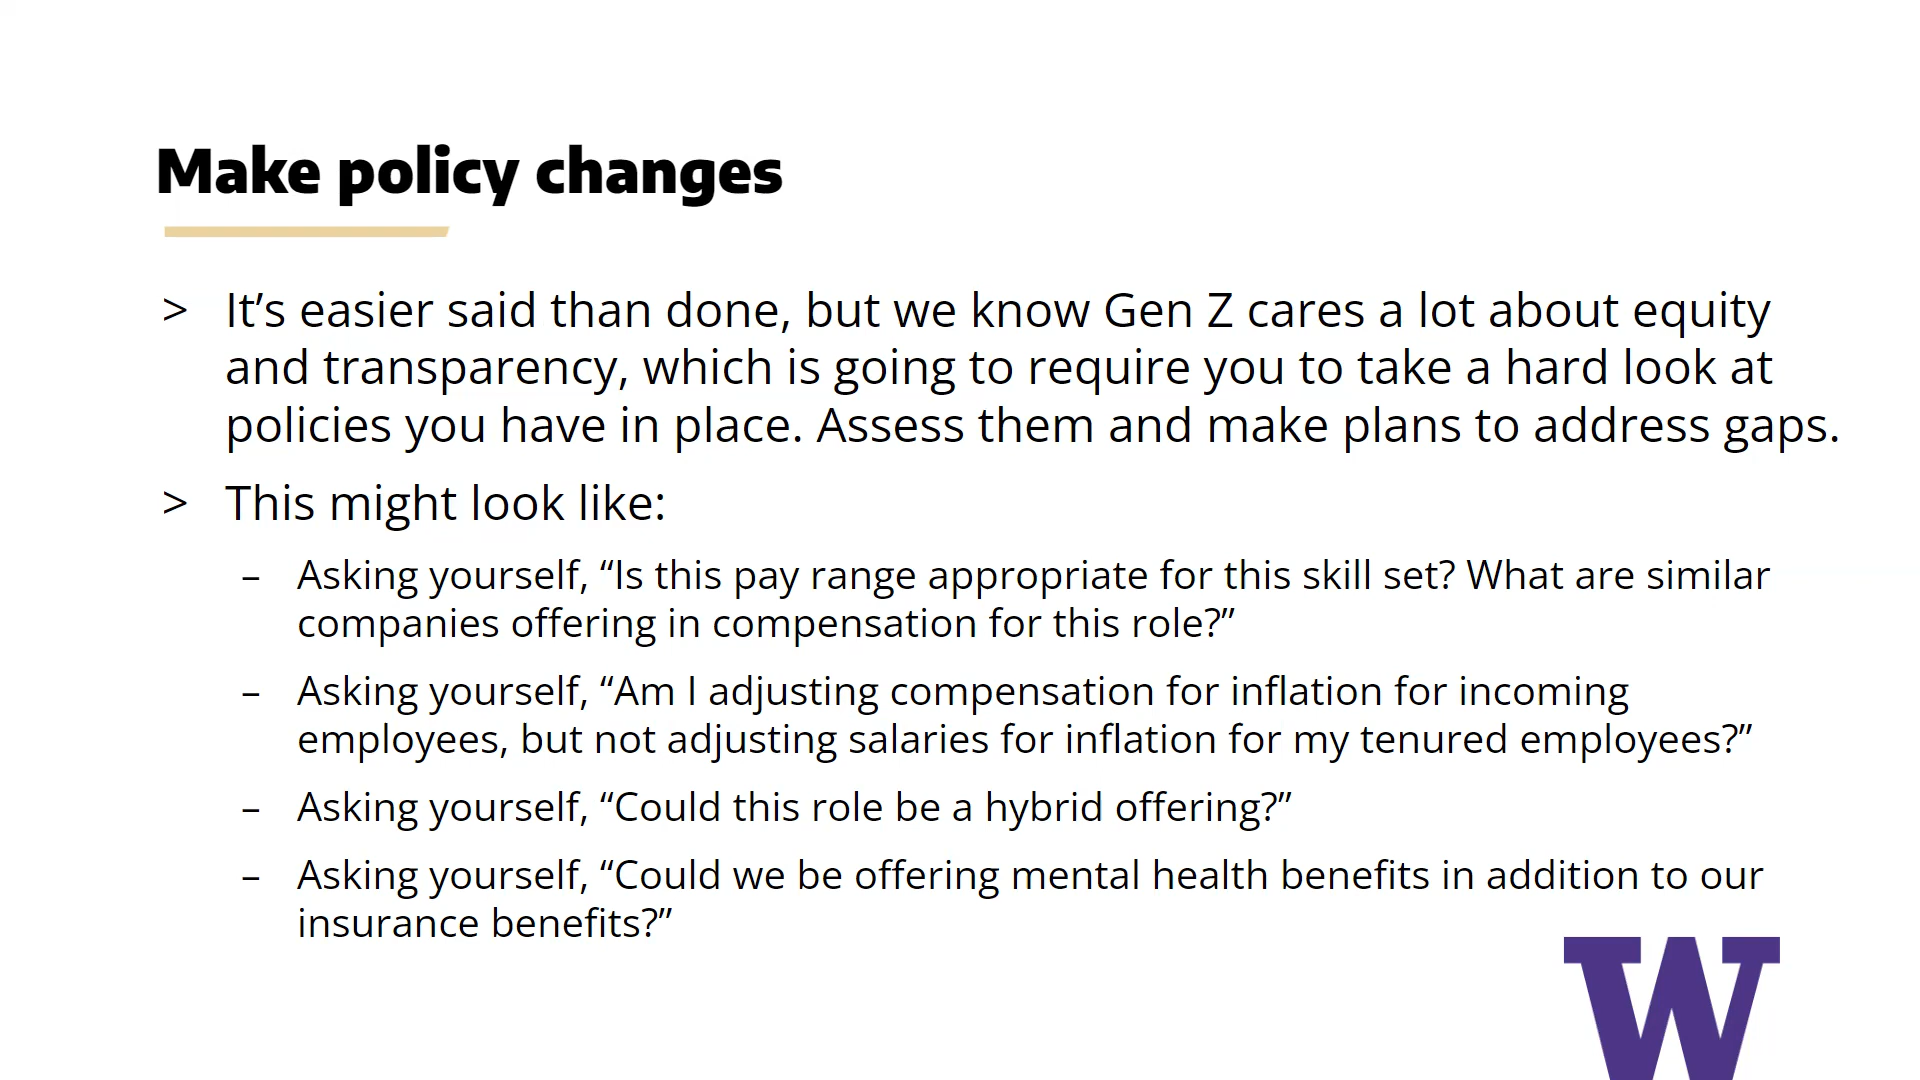 Make policy changes
> It’s easier said than done, but we know Gen Z cares a lot about equity
and transparency, which is going to require you to take a hard look at
policies you have in place. Assess them and make plans to address gaps.
> This might look like:
– Asking yourself, “Is this pay range appropriate for this skill set? What are similar
companies offering in compensation for this role?”
– Asking yourself, “Am I adjusting compensation for inflation for incoming
employees, but not adjusting salaries for inflation for my tenured employees?”
– Asking yourself, “Could this role be a hybrid offering?”
– Asking yourself, “Could we be offering mental health benefits in addition to our
insurance benefits?”
W